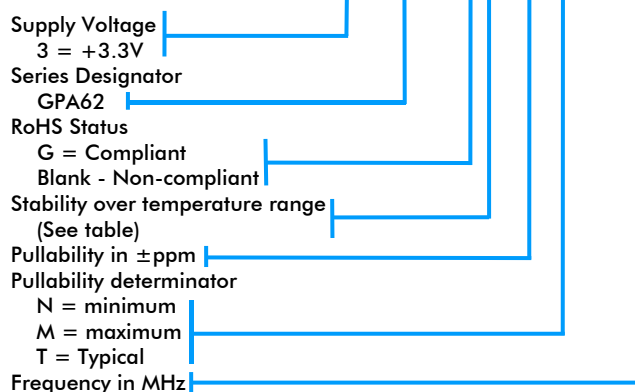 Supply Voltage
3 = +3.3V
Series Designator
GPA62
RoHS Status
G = Compliant
Blank - Non-compliant
Stability over temperature range
(See table)
Pullability in ±ppm
Pullability determinator
N = minimum
M = maximum
T = Typical
Frequency in MHz